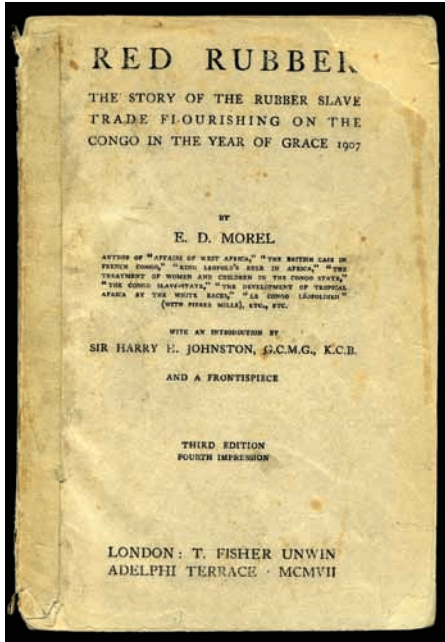 RED RUBBER
THE STORY OF THE RUBBER SLAVE
TRADE FLOURISHING ON THE
CONGO IN THE YEAR OF GRACE 1907
BY
E. D. MOREL
AUTHOR OF "AFFAIRS OF WEST AFRICA," "THE BRITISH CASE IN
FRENCH CONGO," "KING LEOPOLD'S RULE IN AFRICA," "THE
TREATMENT OF WOMEN AND CHILDREN IN THE CONGO STATE,"
"THE CONGO SLAVE-STATE," "THE DEVELOPMENT OF TROPICAL
AFRICA BY THE WHITE RACES," "LE CONGO LÉOPOLDIEN"
(WITH PIERRE MILLE), ETC., ETC.
WITH AN INTRODUCTION BY
SIR HARRY H. JOHNSTON, G.C.M.G., K.C.B.
AND A FRONTISPIECE
THIRD EDITION
FOURTH IMPRESSION
LONDON: T. FISHER UNWIN
ADELPHI TERRACE · MCMVII